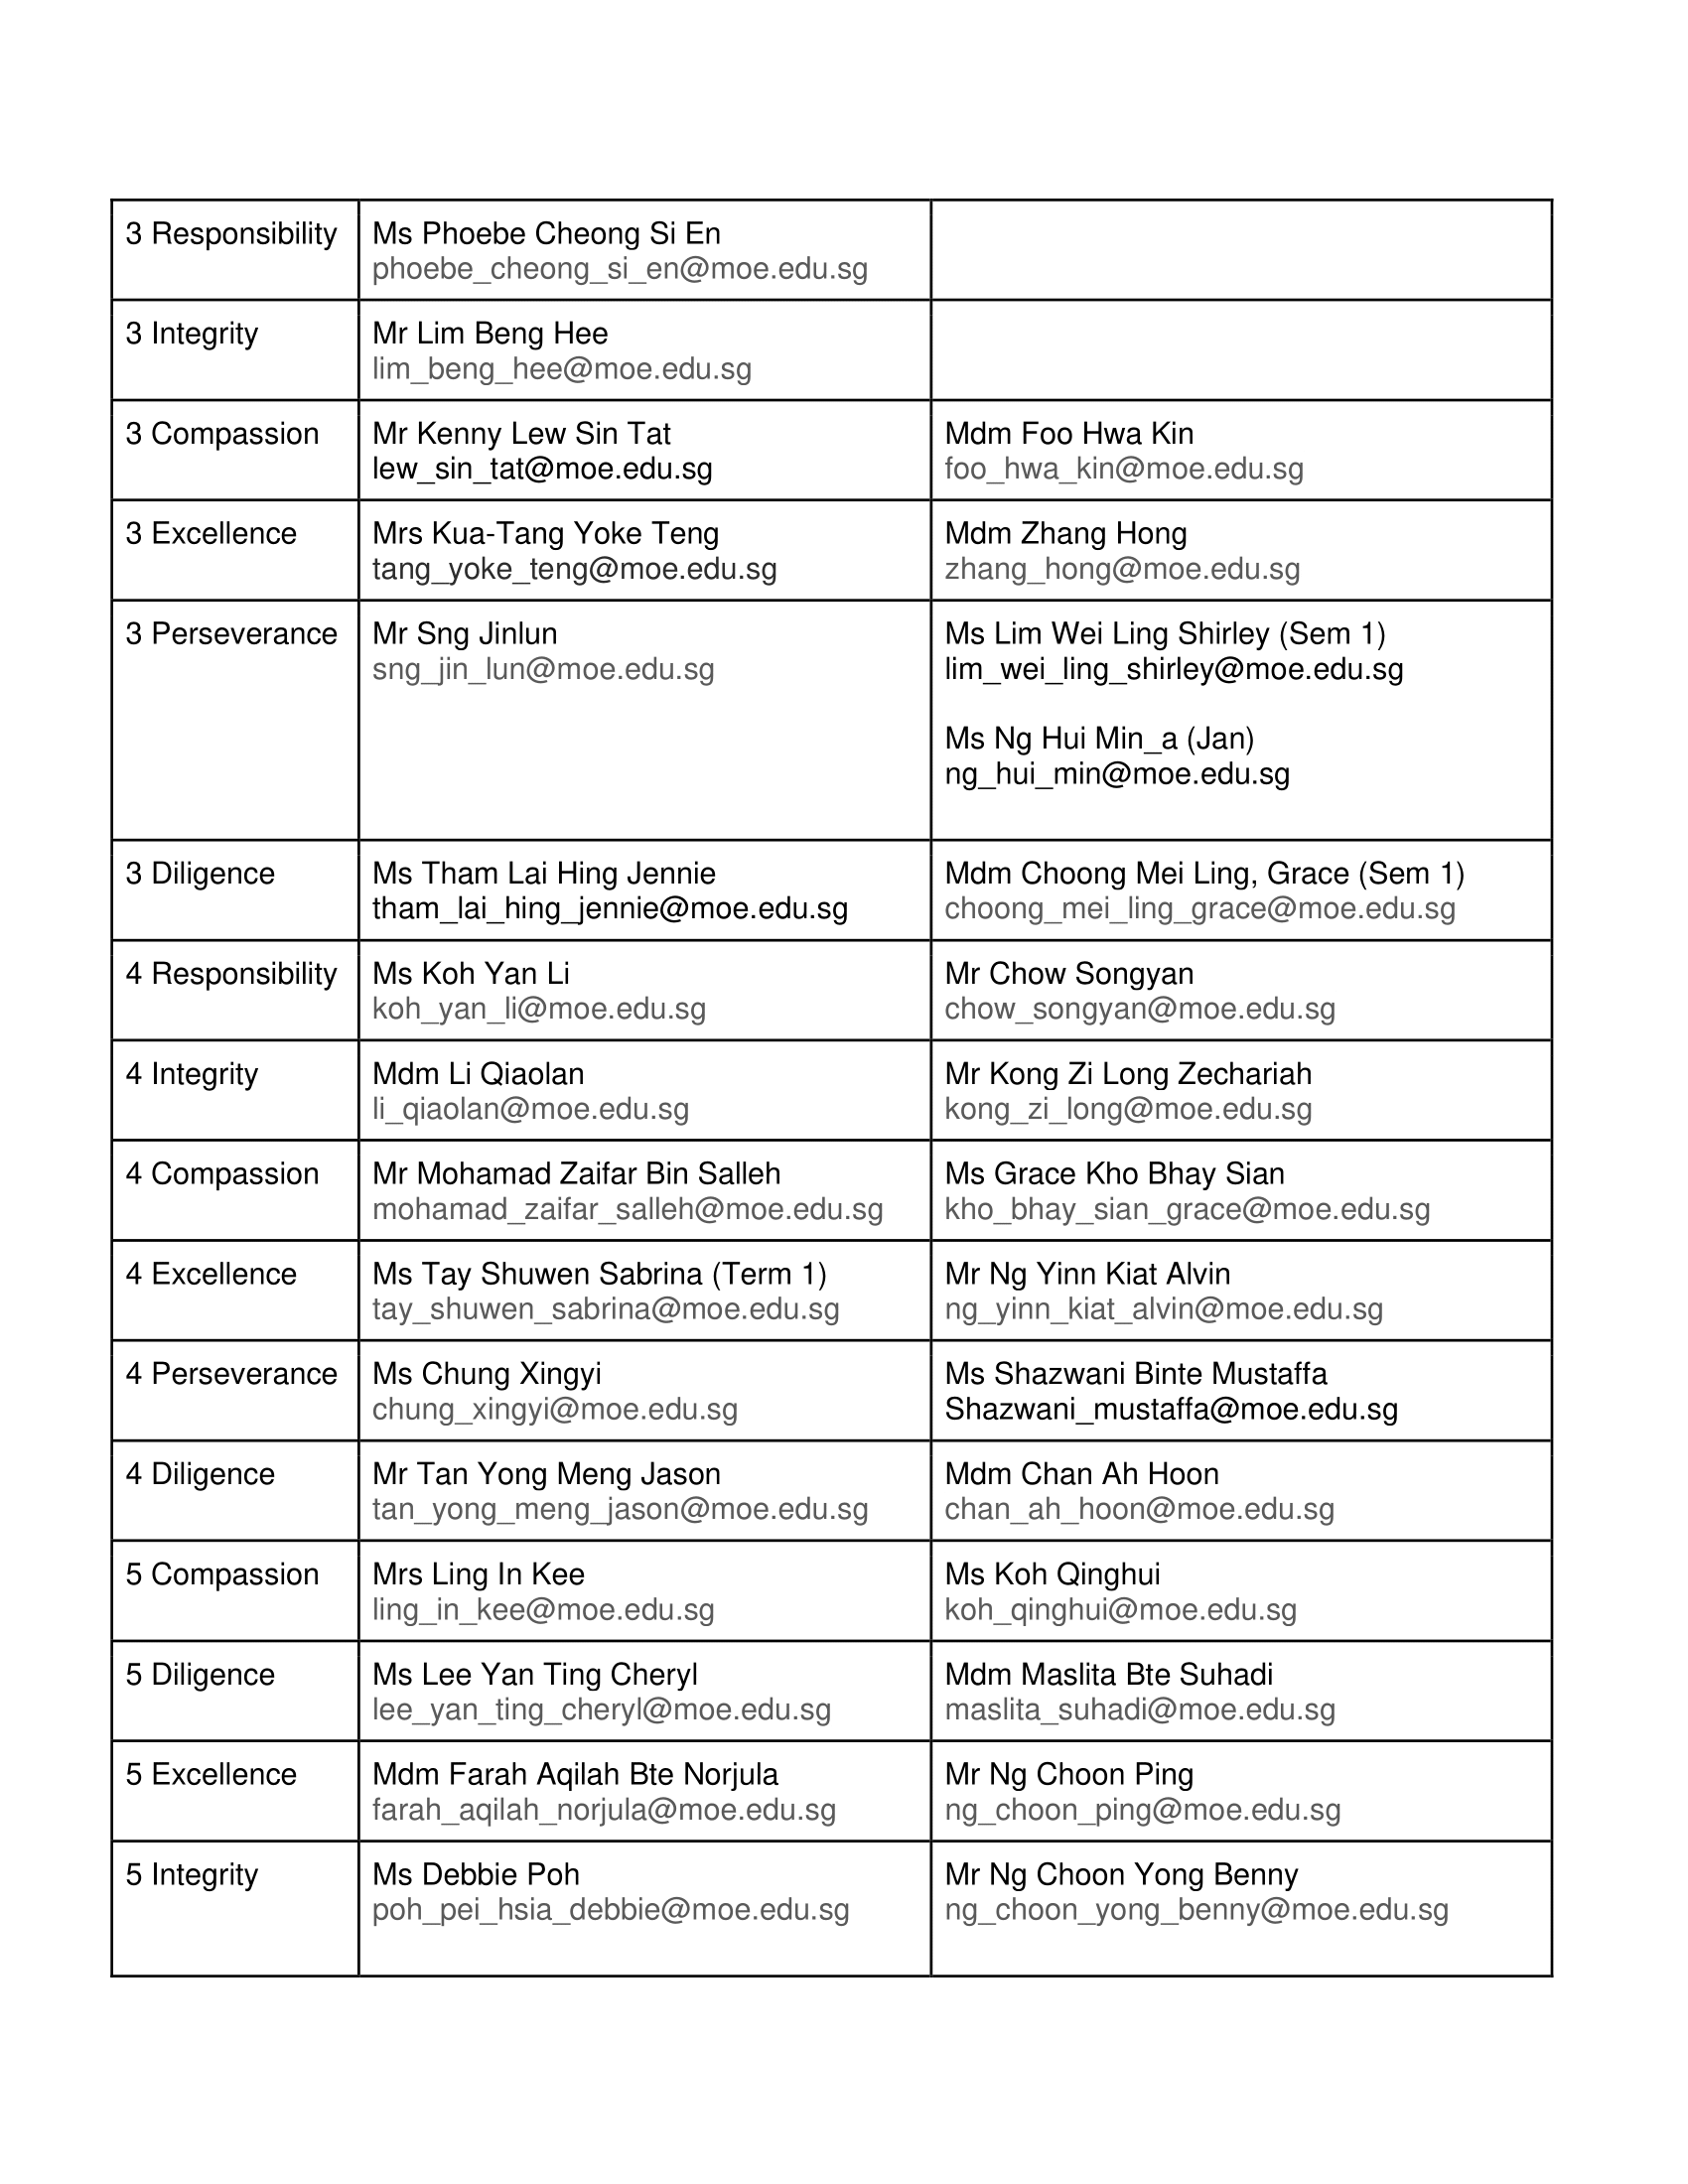 3 Responsibility
Ms Phoebe Cheong Si En
phoebe_cheong_si_en@moe.edu.sg
3 Integrity
Mr Lim Beng Hee
lim_beng_hee@moe.edu.sg
3 Compassion
Mr Kenny Lew Sin Tat
lew_sin_tat@moe.edu.sg
Mdm Foo Hwa Kin
foo_hwa_kin@moe.edu.sg
3 Excellence
Mrs Kua-Tang Yoke Teng
tang_yoke_teng@moe.edu.sg
Mdm Zhang Hong
zhang_hong@moe.edu.sg
3 Perseverance
Mr Sng Jinlun
sng_jin_lun@moe.edu.sg
Ms Lim Wei Ling Shirley (Sem 1)
lim_wei_ling_shirley@moe.edu.sg
Ms Ng Hui Min_a (Jan)
ng_hui_min@moe.edu.sg
3 Diligence
Ms Tham Lai Hing Jennie
tham_lai_hing_jennie@moe.edu.sg
Mdm Choong Mei Ling, Grace (Sem 1)
choong_mei_ling_grace@moe.edu.sg
4 Responsibility
Ms Koh Yan Li
koh_yan_li@moe.edu.sg
Mr Chow Songyan
chow_songyan@moe.edu.sg
4 Integrity
Mdm Li Qiaolan
li_qiaolan@moe.edu.sg
Mr Kong Zi Long Zechariah
kong_zi_long@moe.edu.sg
4 Compassion
Mr Mohamad Zaifar Bin Salleh
mohamad_zaifar_salleh@moe.edu.sg
Ms Grace Kho Bhay Sian
kho_bhay_sian_grace@moe.edu.sg
4 Excellence
Ms Tay Shuwen Sabrina (Term 1)
tay_shuwen_sabrina@moe.edu.sg
Mr Ng Yinn Kiat Alvin
ng_yinn_kiat_alvin@moe.edu.sg
4 Perseverance
Ms Chung Xingyi
chung_xingyi@moe.edu.sg
Ms Shazwani Binte Mustaffa
Shazwani_mustaffa@moe.edu.sg
4 Diligence
Mr Tan Yong Meng Jason
tan_yong_meng_jason@moe.edu.sg
Mdm Chan Ah Hoon
chan_ah_hoon@moe.edu.sg
5 Compassion
Mrs Ling In Kee
ling_in_kee@moe.edu.sg
Ms Koh Qinghui
koh_qinghui@moe.edu.sg
5 Diligence
Ms Lee Yan Ting Cheryl
lee_yan_ting_cheryl@moe.edu.sg
Mdm Maslita Bte Suhadi
maslita_suhadi@moe.edu.sg
5 Excellence
Mdm Farah Aqilah Bte Norjula
farah_aqilah_norjula@moe.edu.sg
Mr Ng Choon Ping
ng_choon_ping@moe.edu.sg
5 Integrity
Ms Debbie Poh
poh_pei_hsia_debbie@moe.edu.sg
Mr Ng Choon Yong Benny
ng_choon_yong_benny@moe.edu.sg